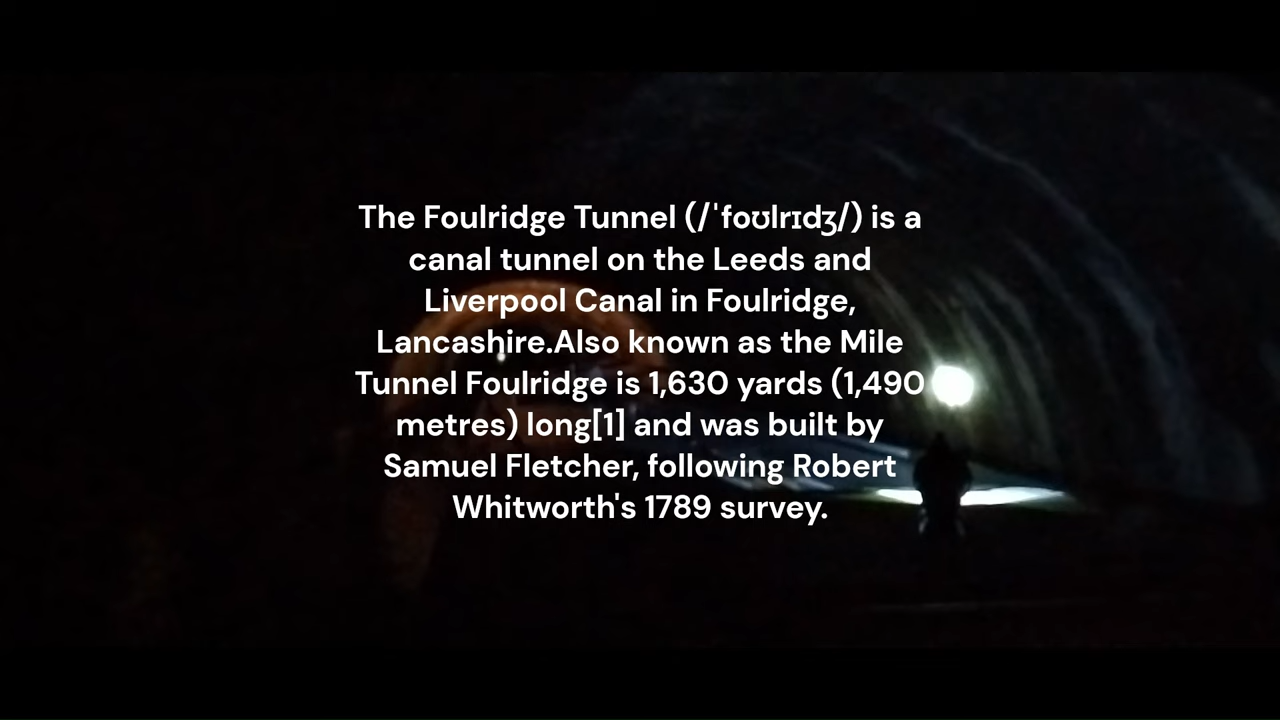 The Foulridge Tunnel (/ˈfoʊlrɪdʒ/) is a
canal tunnel on the Leeds and
Liverpool Canal in Foulridge,
Lancashire.Also known as the Mile
Tunnel Foulridge is 1,630 yards (1,490
metres) long[1] and was built by
Samuel Fletcher, following Robert
Whitworth's 1789 survey.